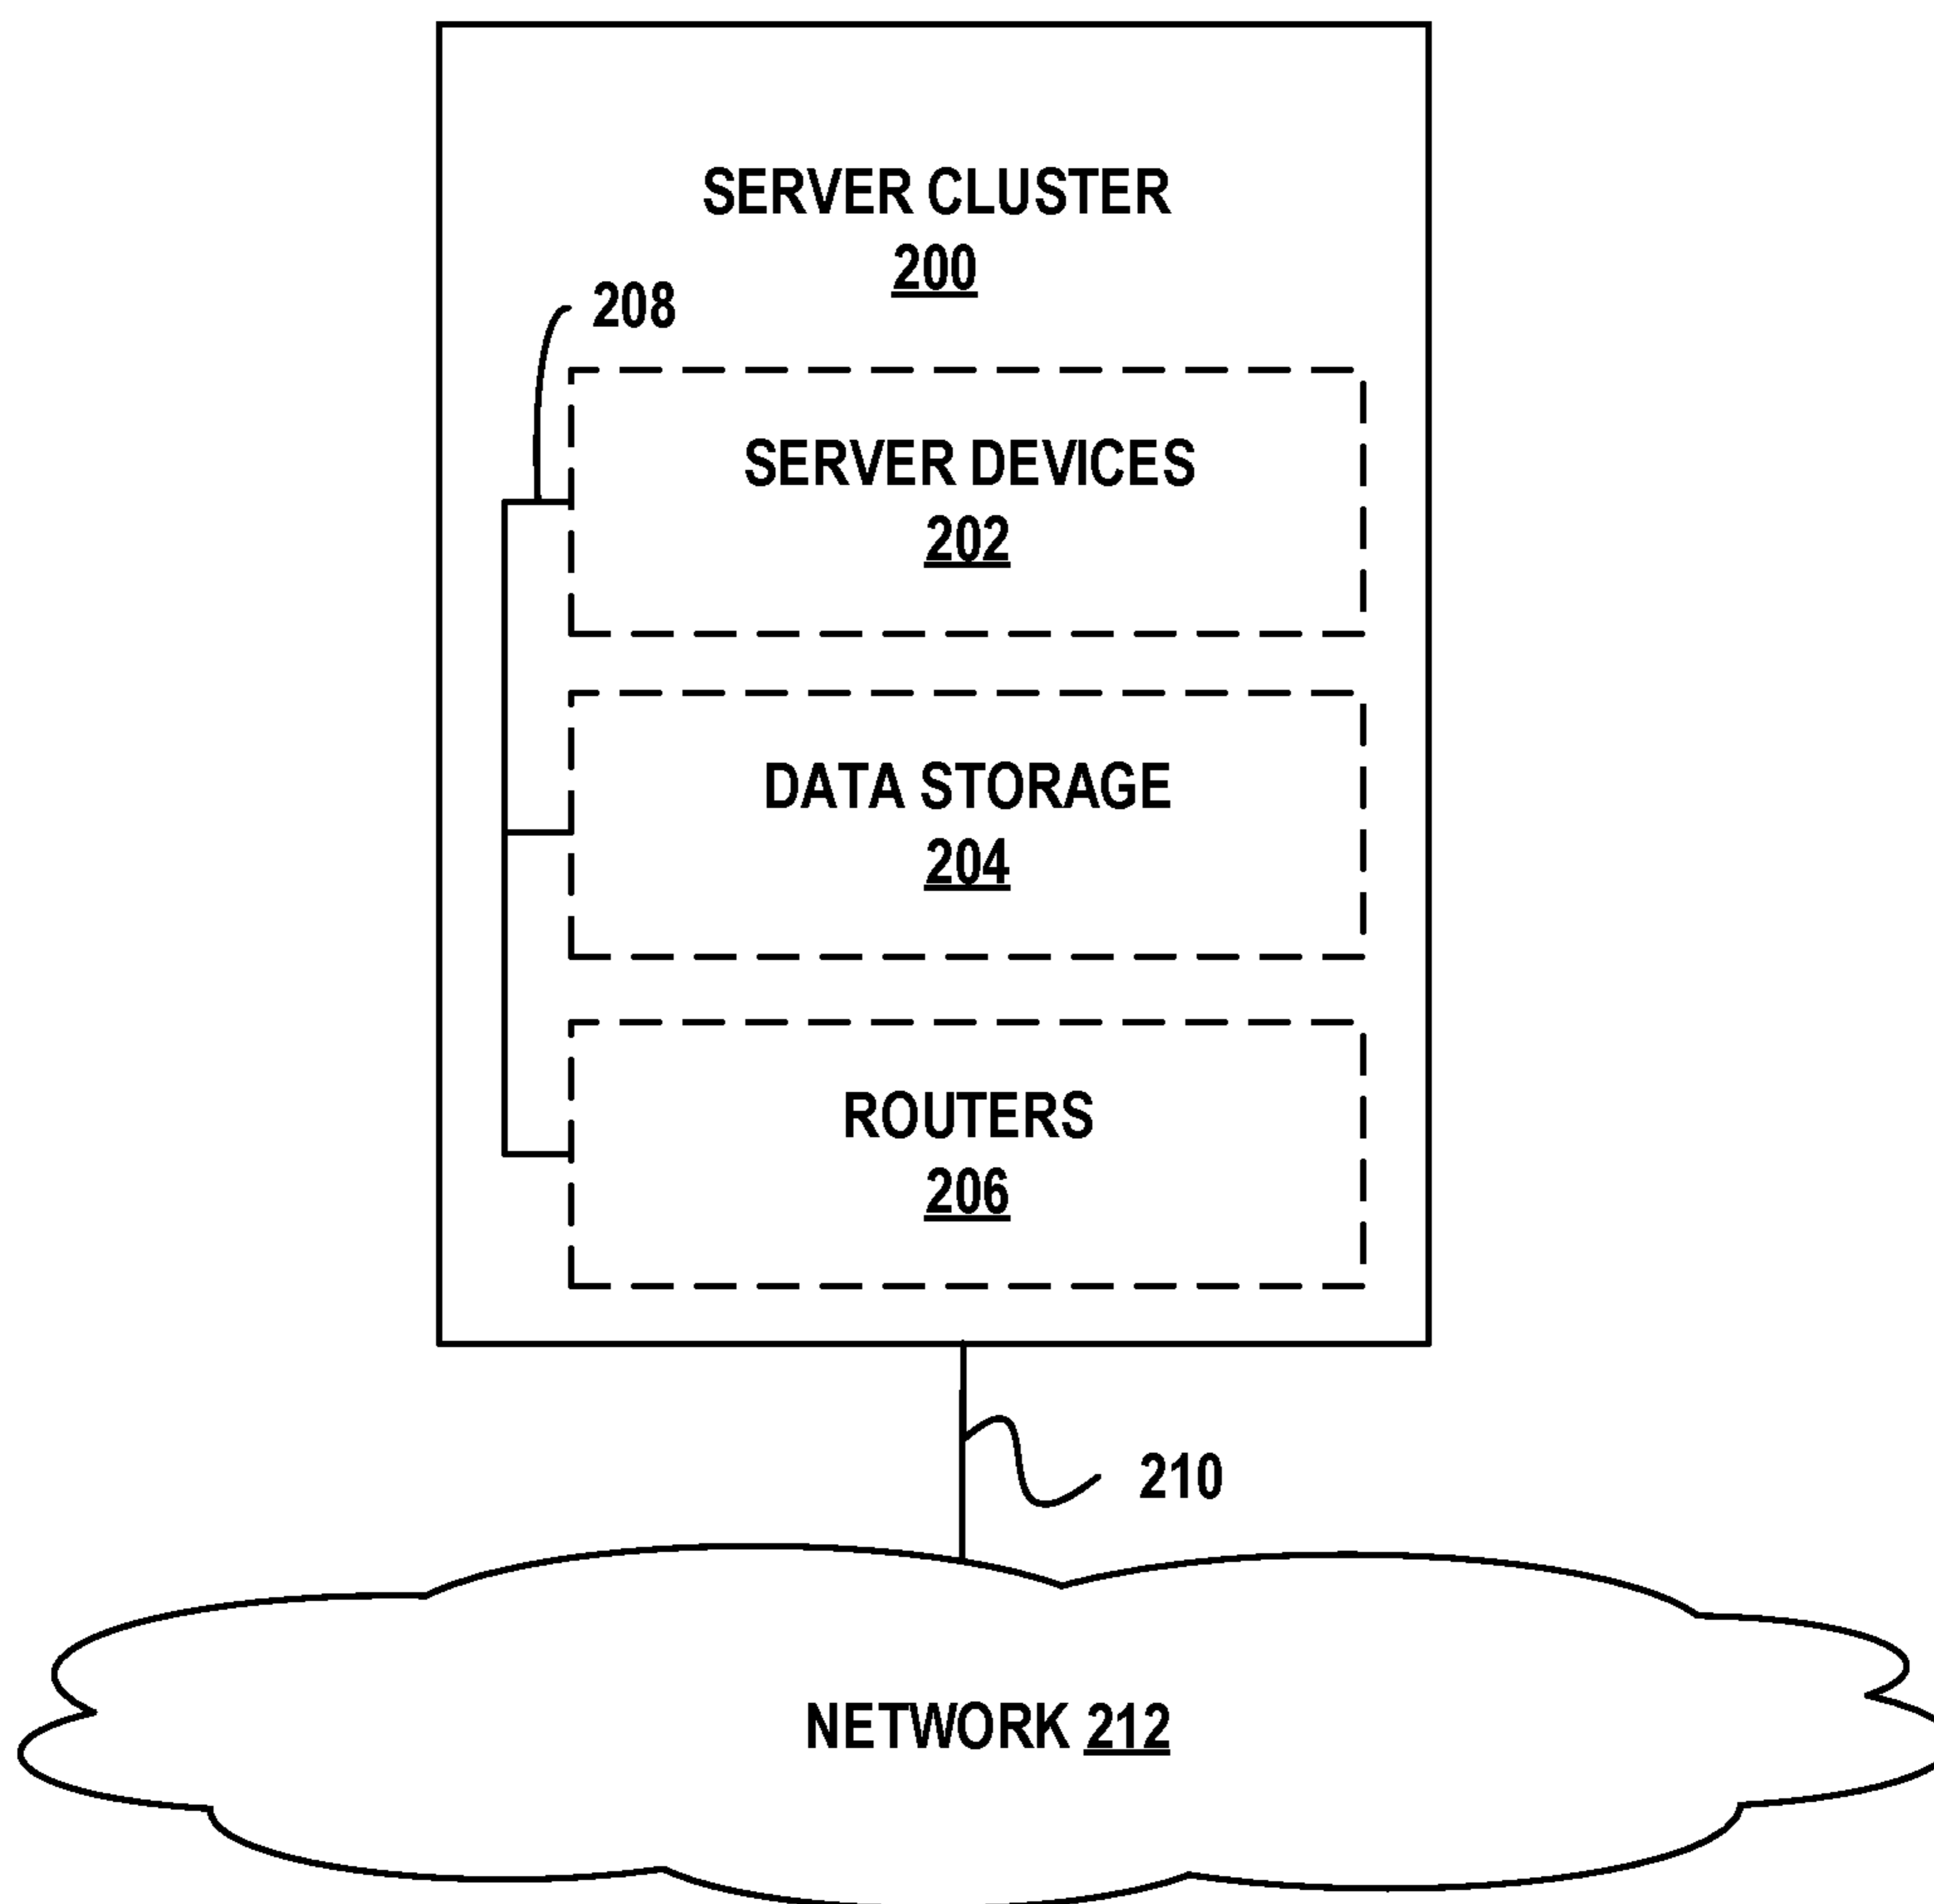 SERVER CLUSTER
200
208
SERVER DEVICES
202
DATA STORAGE
204
ROUTERS
206
210
NETWORK 212